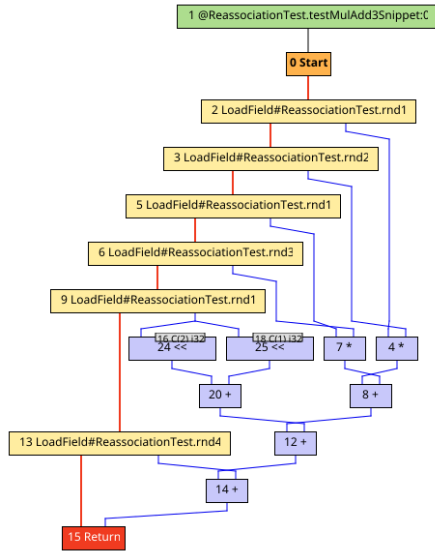 1 @ReassociationTest.testMulAdd3Snippet:0
0 Start
2 LoadField#ReassociationTest.rnd1
3 LoadField#ReassociationTest.rnd2
5 LoadField#ReassociationTest.rnd1
6 LoadField#ReassociationTest.rnd3
9 LoadField#ReassociationTest.rnd1
16 C(2) i32
18 C(1) i32
24 <<
25 <<
7 *
4 *
20 +
8 +
13 LoadField#ReassociationTest.rnd4
12 +
14 +
15 Return